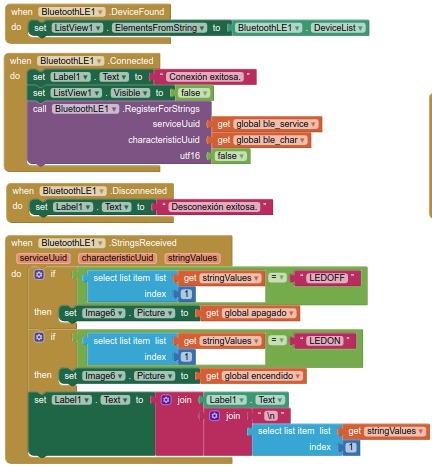 when BluetoothLE1 .DeviceFound
do set ListView1 . ElementsFromString to BluetoothLE1 . DeviceList
when BluetoothLE1 .Connected
do set Label1 . Text to " Conexión exitosa. "
set ListView1 . Visible to false
call BluetoothLE1 .RegisterForStrings
serviceUuid get global ble_service
characteristicUuid get global ble_char
utf16 false
when BluetoothLE1 .Disconnected
do set Label1 . Text to " Desconexión exitosa. "
when BluetoothLE1 .StringsReceived
serviceUuid characteristicUuid stringValues
do if select list item list get stringValues = " LEDOFF "
index 1
then set Image6 . Picture to get global apagado
if select list item list get stringValues = " LEDON "
index 1
then set Image6 . Picture to get global encendido
set Label1 . Text to join Label1 . Text
join " \n "
select list item list get stringValues
index 1